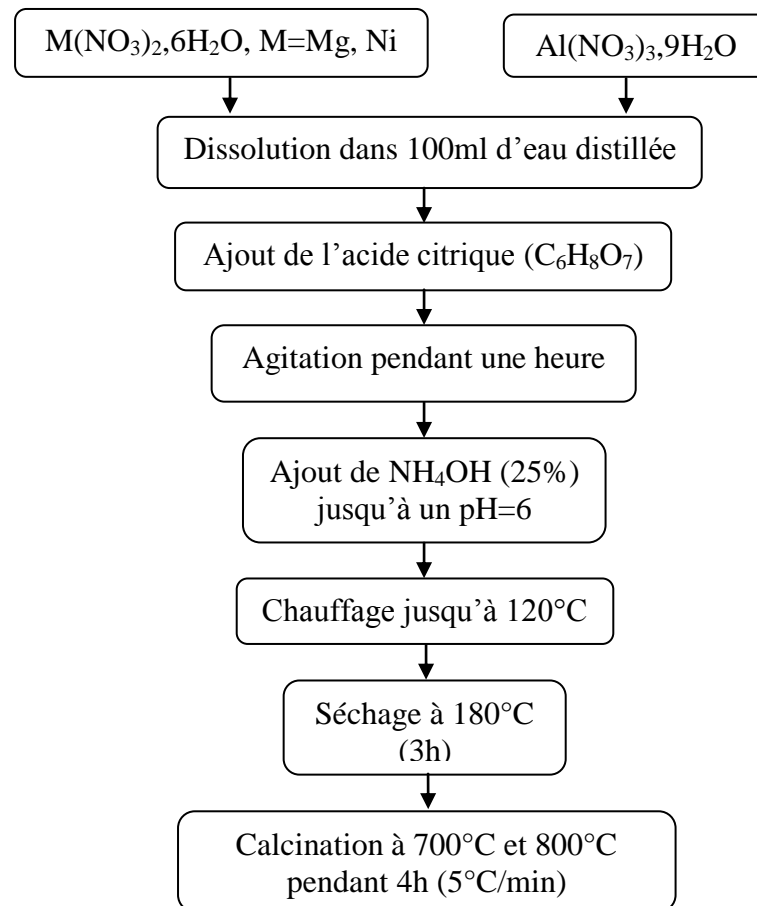 M(NO₃)₂,6H₂O, M=Mg, Ni
Al(NO₃)₃,9H₂O
Dissolution dans 100ml d’eau distillée
Ajout de l’acide citrique (C₆H₈O₇)
Agitation pendant une heure
Ajout de NH₄OH (25%)
jusqu’à un pH=6
Chauffage jusqu’à 120°C
Séchage à 180°C
(3h)
Calcination à 700°C et 800°C
pendant 4h (5°C/min)